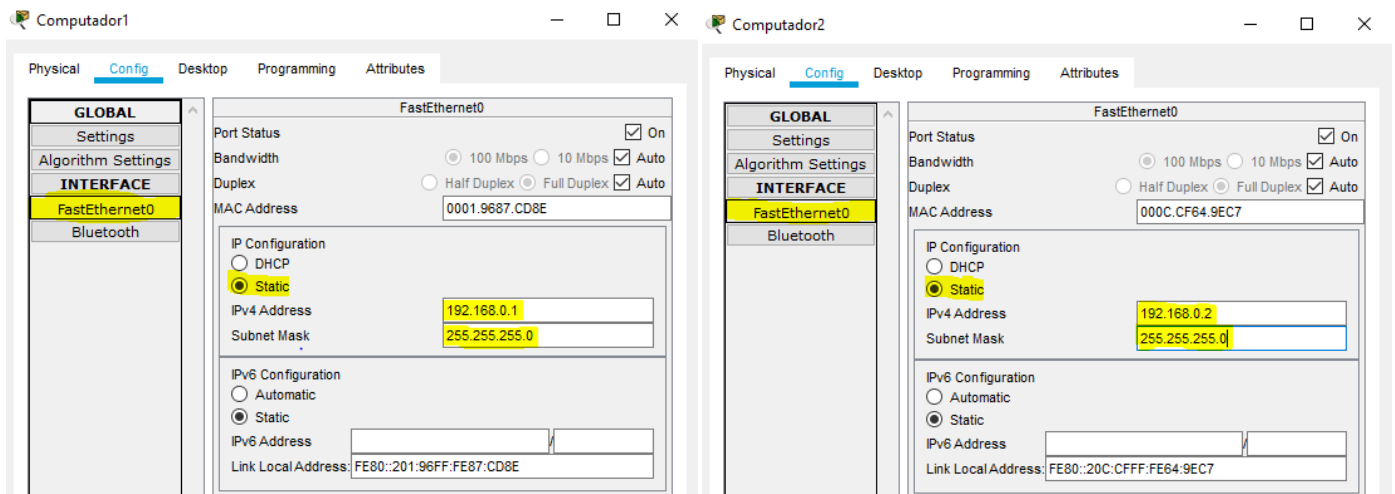 Computador1
Physical Config Desktop Programming Attributes
GLOBAL
Settings
Algorithm Settings
INTERFACE
FastEthernet0
Bluetooth
FastEthernet0
Port Status On
Bandwidth 100 Mbps 10 Mbps Auto
Duplex Half Duplex Full Duplex Auto
MAC Address 0001.9687.CD8E
IP Configuration
DHCP
Static
IPv4 Address 192.168.0.1
Subnet Mask 255.255.255.0
IPv6 Configuration
Automatic
Static
IPv6 Address /
Link Local Address: FE80::201:96FF:FE87:CD8E
Computador2
Physical Config Desktop Programming Attributes
GLOBAL
Settings
Algorithm Settings
INTERFACE
FastEthernet0
Bluetooth
FastEthernet0
Port Status On
Bandwidth 100 Mbps 10 Mbps Auto
Duplex Half Duplex Full Duplex Auto
MAC Address 000C.CF64.9EC7
IP Configuration
DHCP
Static
IPv4 Address 192.168.0.2
Subnet Mask 255.255.255.0
IPv6 Configuration
Automatic
Static
IPv6 Address /
Link Local Address: FE80::20C:CFFF:FE64:9EC7